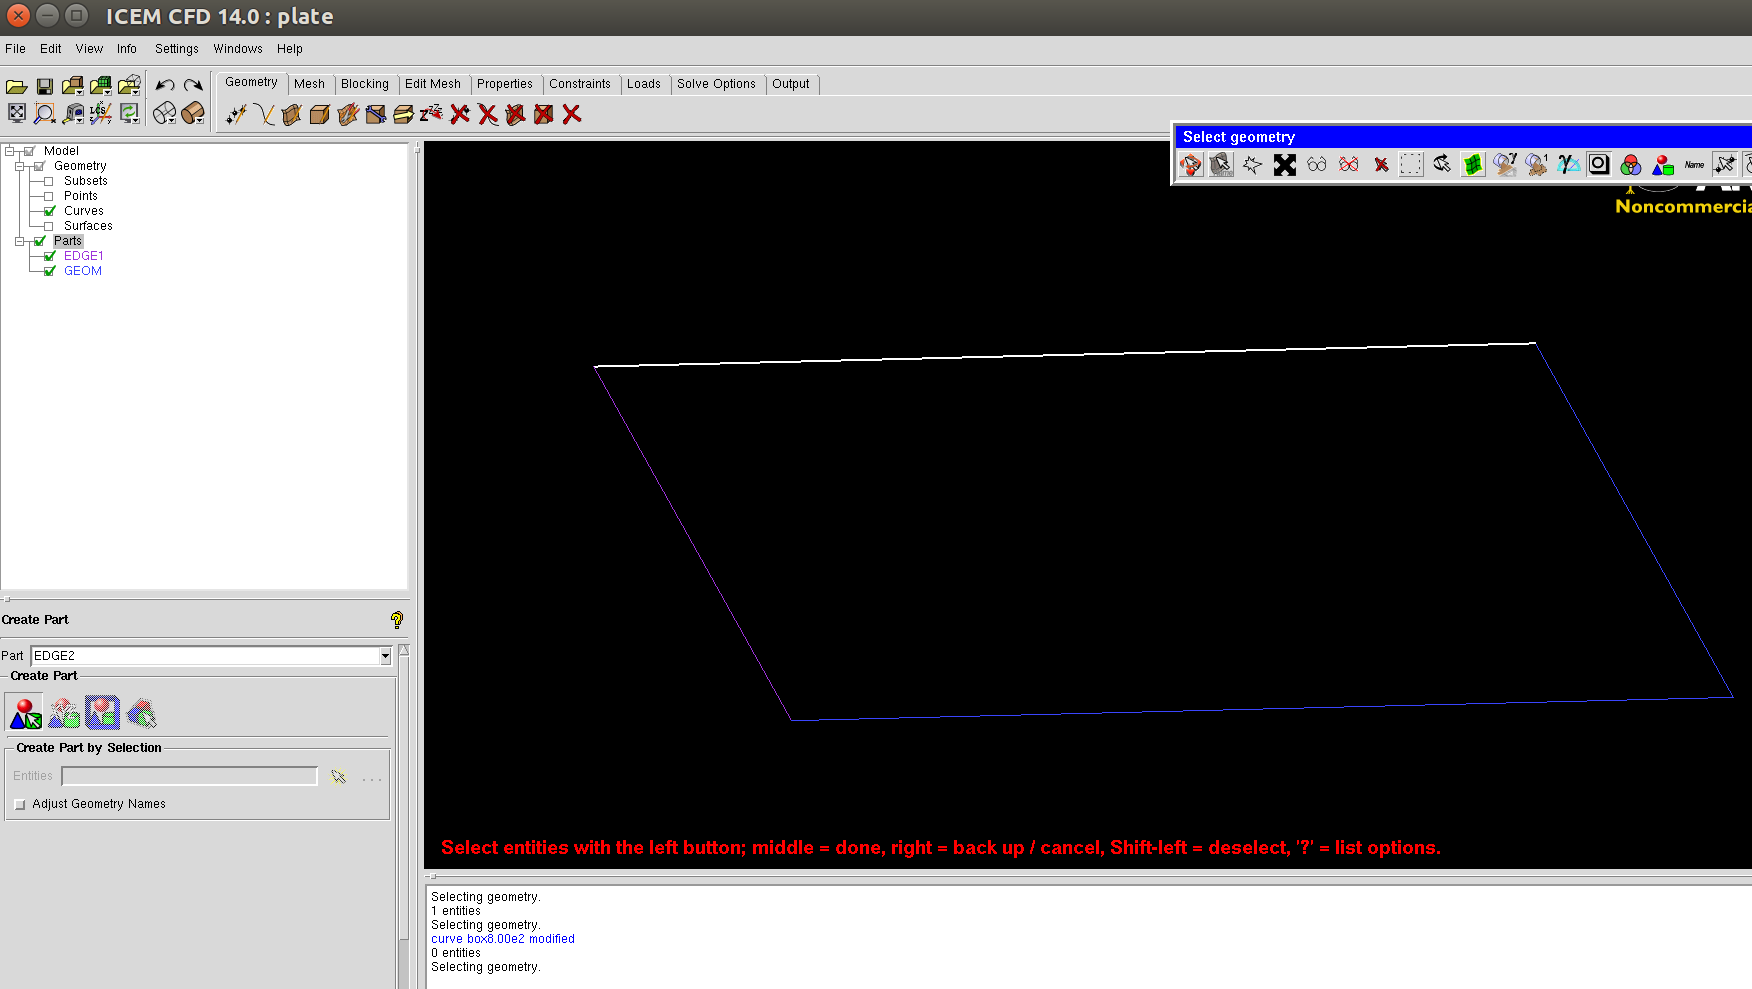 ICEM CFD 14.0 : plate
File Edit View Info Settings Windows Help
Geometry Mesh Blocking Edit Mesh Properties Constraints Loads Solve Options Output
Select geometry
Name
Noncommercia
Model
Geometry
Subsets
Points
Curves
Surfaces
Parts
EDGE1
GEOM
Create Part
Part EDGE2
Create Part
Create Part by Selection
Entities
Adjust Geometry Names
Select entities with the left button; middle = done, right = back up / cancel, Shift-left = deselect, '?' = list options.
Selecting geometry.
1 entities
Selecting geometry.
curve box8.00e2 modified
0 entities
Selecting geometry.